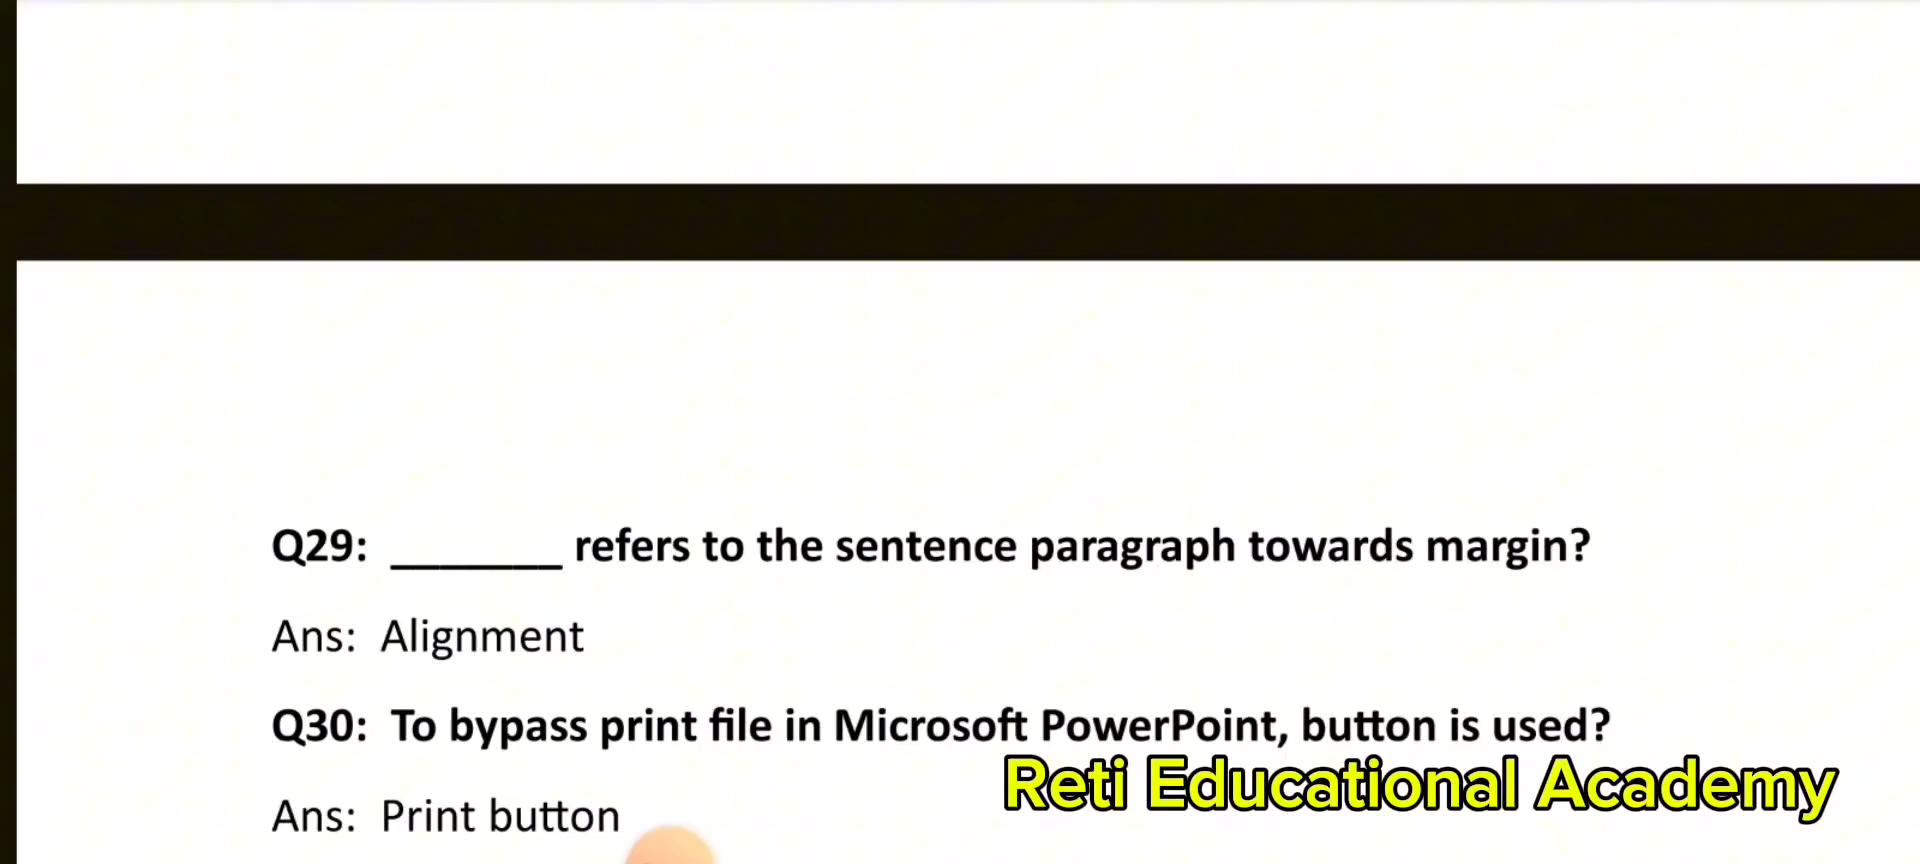 Q29: _______ refers to the sentence paragraph towards margin?
Ans: Alignment
Q30: To bypass print file in Microsoft PowerPoint, button is used?
Reti Educational Academy
Ans: Print button